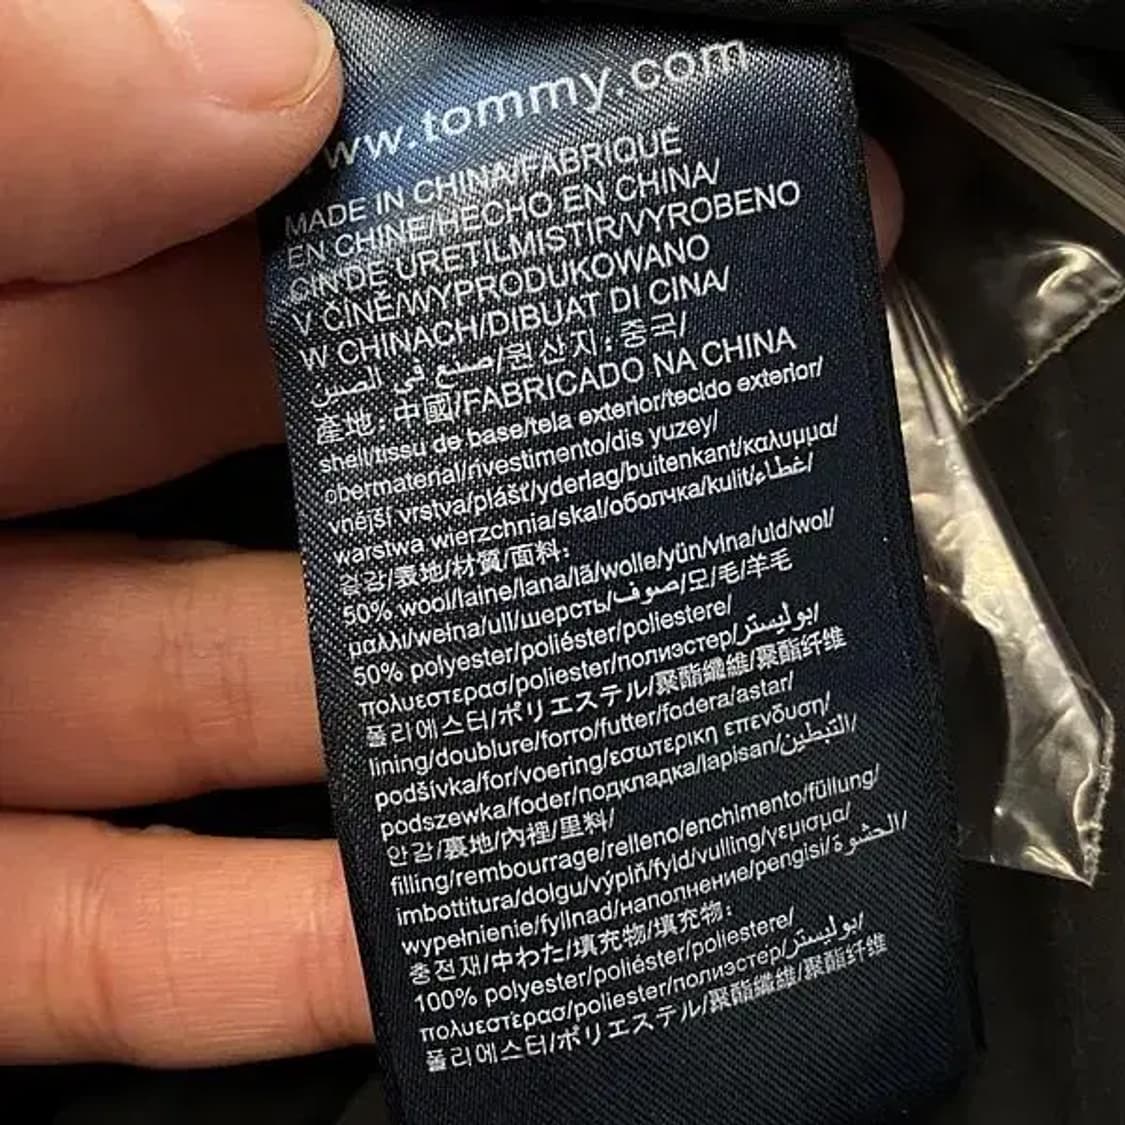 ww.tommy.com
MADE IN CHINA/FABRIQUÉ
EN CHINE/HECHO EN CHINA/
ÇIN'DE URETILMISTIR/VYROBENO
V CINĚ/WYPRODUKOWANO
W CHINACH/DIBUAT DI CINA/
صنع في الصين/원산지: 중국/
產地: 中國/FABRICADO NA CHINA
shell/tissu de base/tela exterior/tecido exterior/
obermaterial/rivestimento/dis yuzey/
vnější vrstva/plášť/yderlag/buitenkant/καλυμμα/
warstwa wierzchnia/skal/оболчка/kulit/غطاء/
겉감/表地/材質/面料:
50% wool/laine/lana/lã/wolle/yün/vlna/uld/wol/
μαλλι/wełna/ull/шерсть/صوف/모/毛/羊毛
50% polyester/poliéster/poliestere/
πολυεστερασ/poliester/полиэстер/بوليستر/
폴리에스터/ポリエステル/聚酯纖維/聚酯纤维
lining/doublure/forro/futter/fodera/astar/
podšívka/for/voering/εσωτερικη επενδυση/
podszewka/foder/подкладка/lapisan/التبطين/
안감/裏地/內裡/里料/
filling/rembourrage/relleno/enchimento/füllung/
imbottitura/dolgu/výplň/fyld/vulling/γεμισμα/
wypełnienie/fyllnad/наполнение/pengisi/الحشوة/
충전재/中わた/填充物/填充物:
100% polyester/poliéster/poliestere/
πολυεστερασ/poliester/полиэстер/بوليستر/
폴리에스터/ポリエステル/聚酯纖維/聚酯纤维